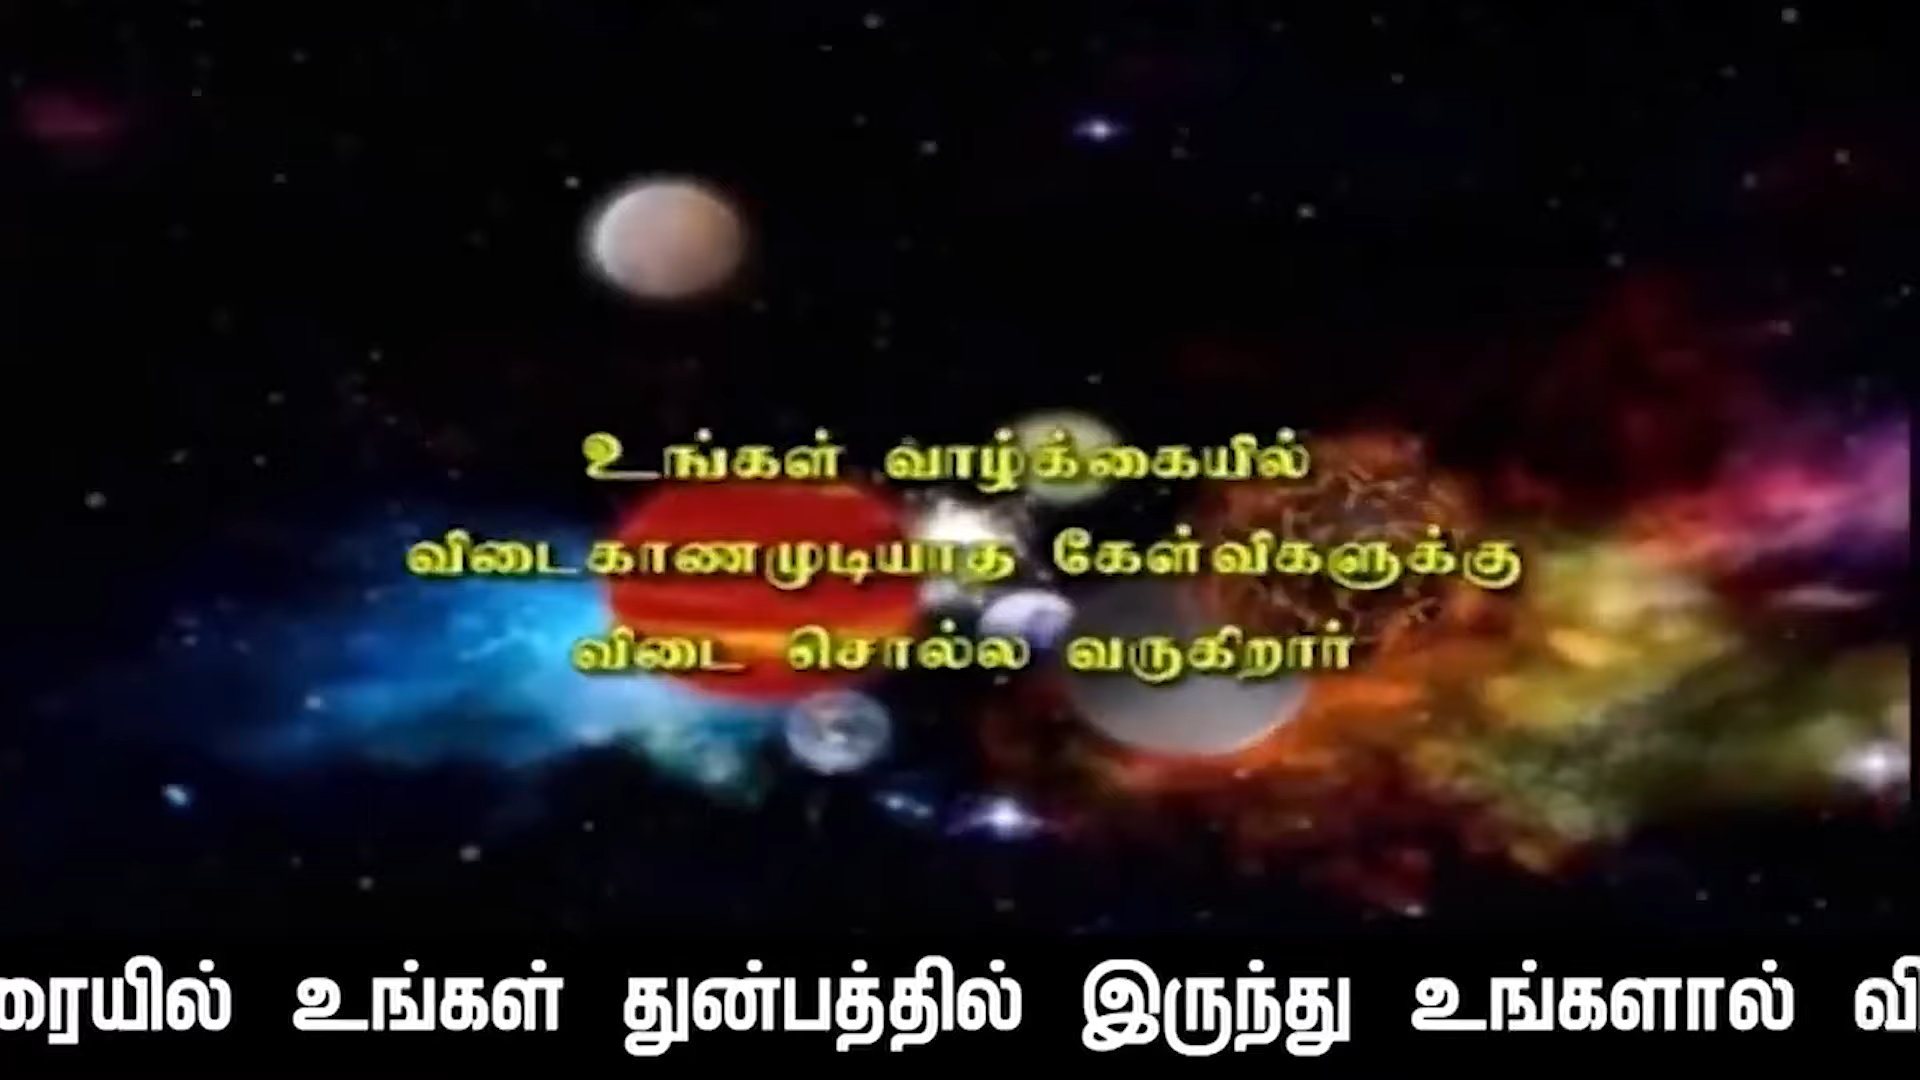 உங்கள் வாழ்க்கையில்
விடைகாணமுடியாத கேள்விகளுக்கு
விடை சொல்ல வருகிறார்
ரையில் உங்கள் துன்பத்தில் இருந்து உங்களால் வி